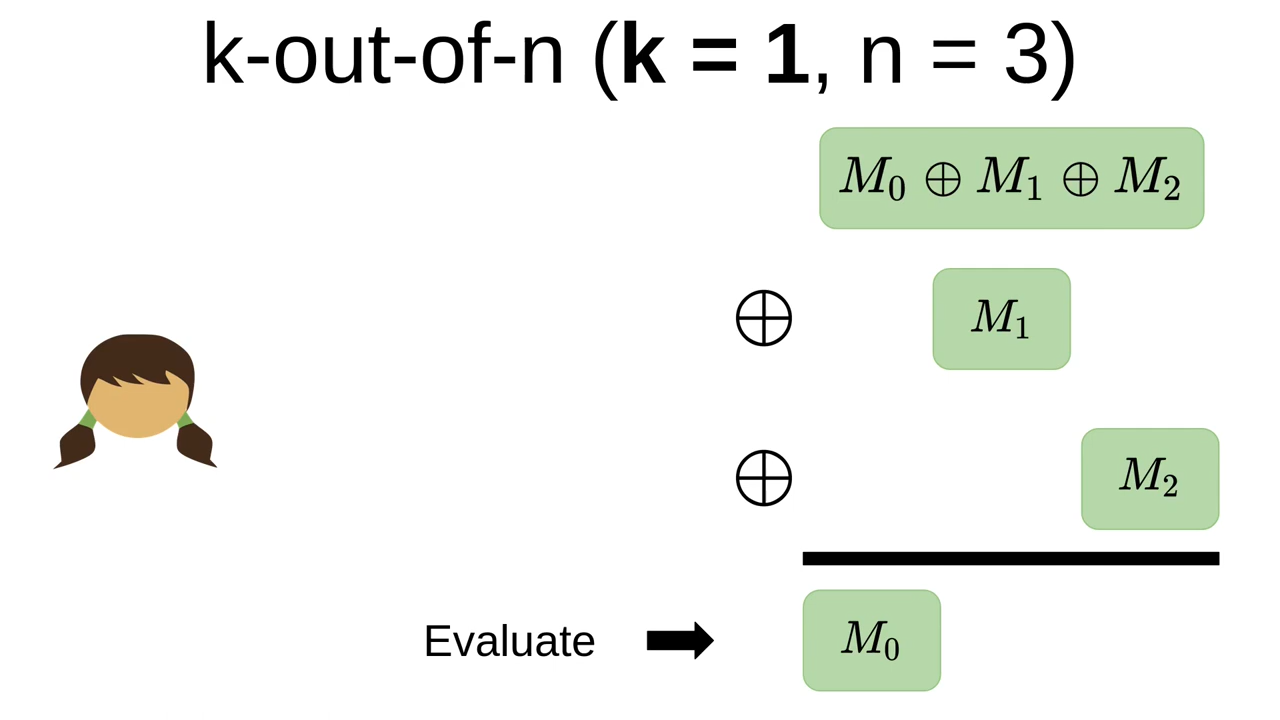 k-out-of-n (k = 1, n = 3)
M₀ ⊕ M₁ ⊕ M₂
⊕ M₁
⊕ M₂
Evaluate ➡ M₀